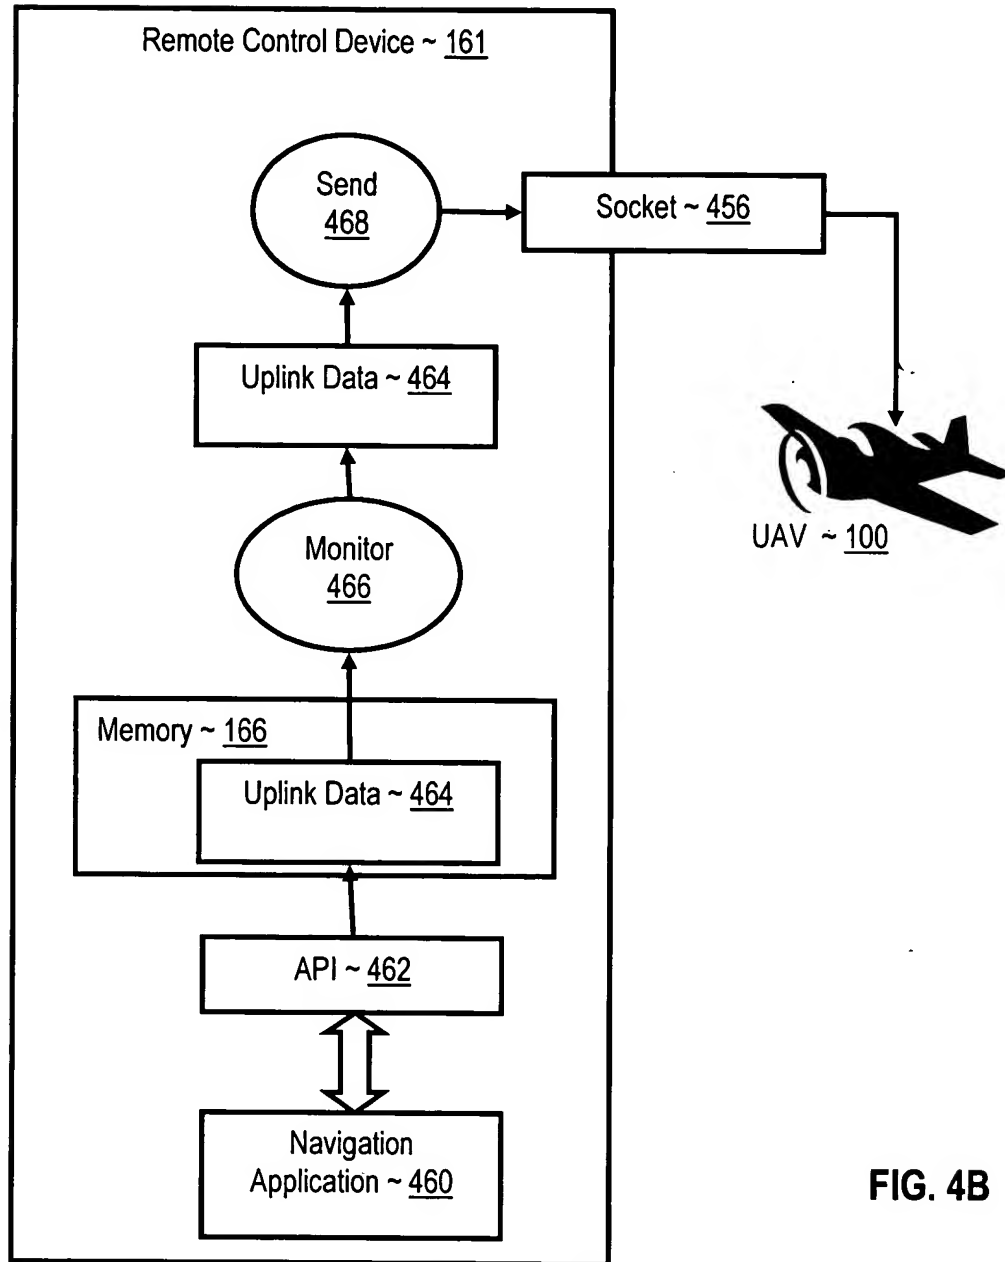 Remote Control Device ~ 161
Send
468
Socket ~ 456
Uplink Data ~ 464
UAV ~ 100
Monitor
466
Memory ~ 166
Uplink Data ~ 464
API ~ 462
Navigation
Application ~ 460
FIG. 4B